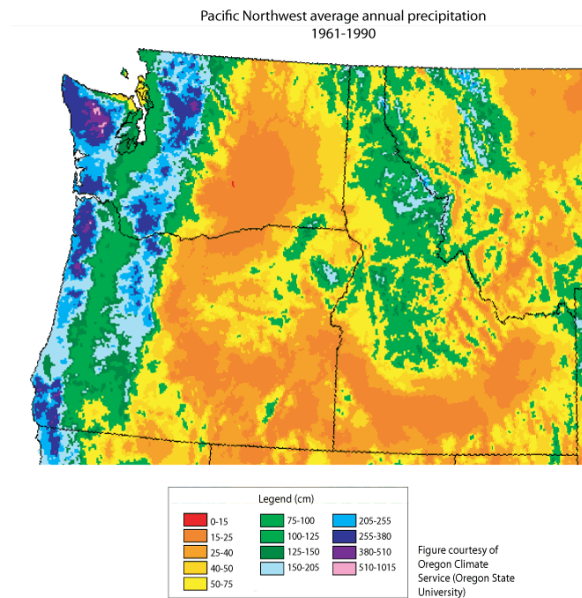 Pacific Northwest average annual precipitation
1961-1990
Legend (cm)
0-15
15-25
25-40
40-50
50-75
75-100
100-125
125-150
150-205
205-255
255-380
380-510
510-1015
Figure courtesy of
Oregon Climate
Service (Oregon State
University)